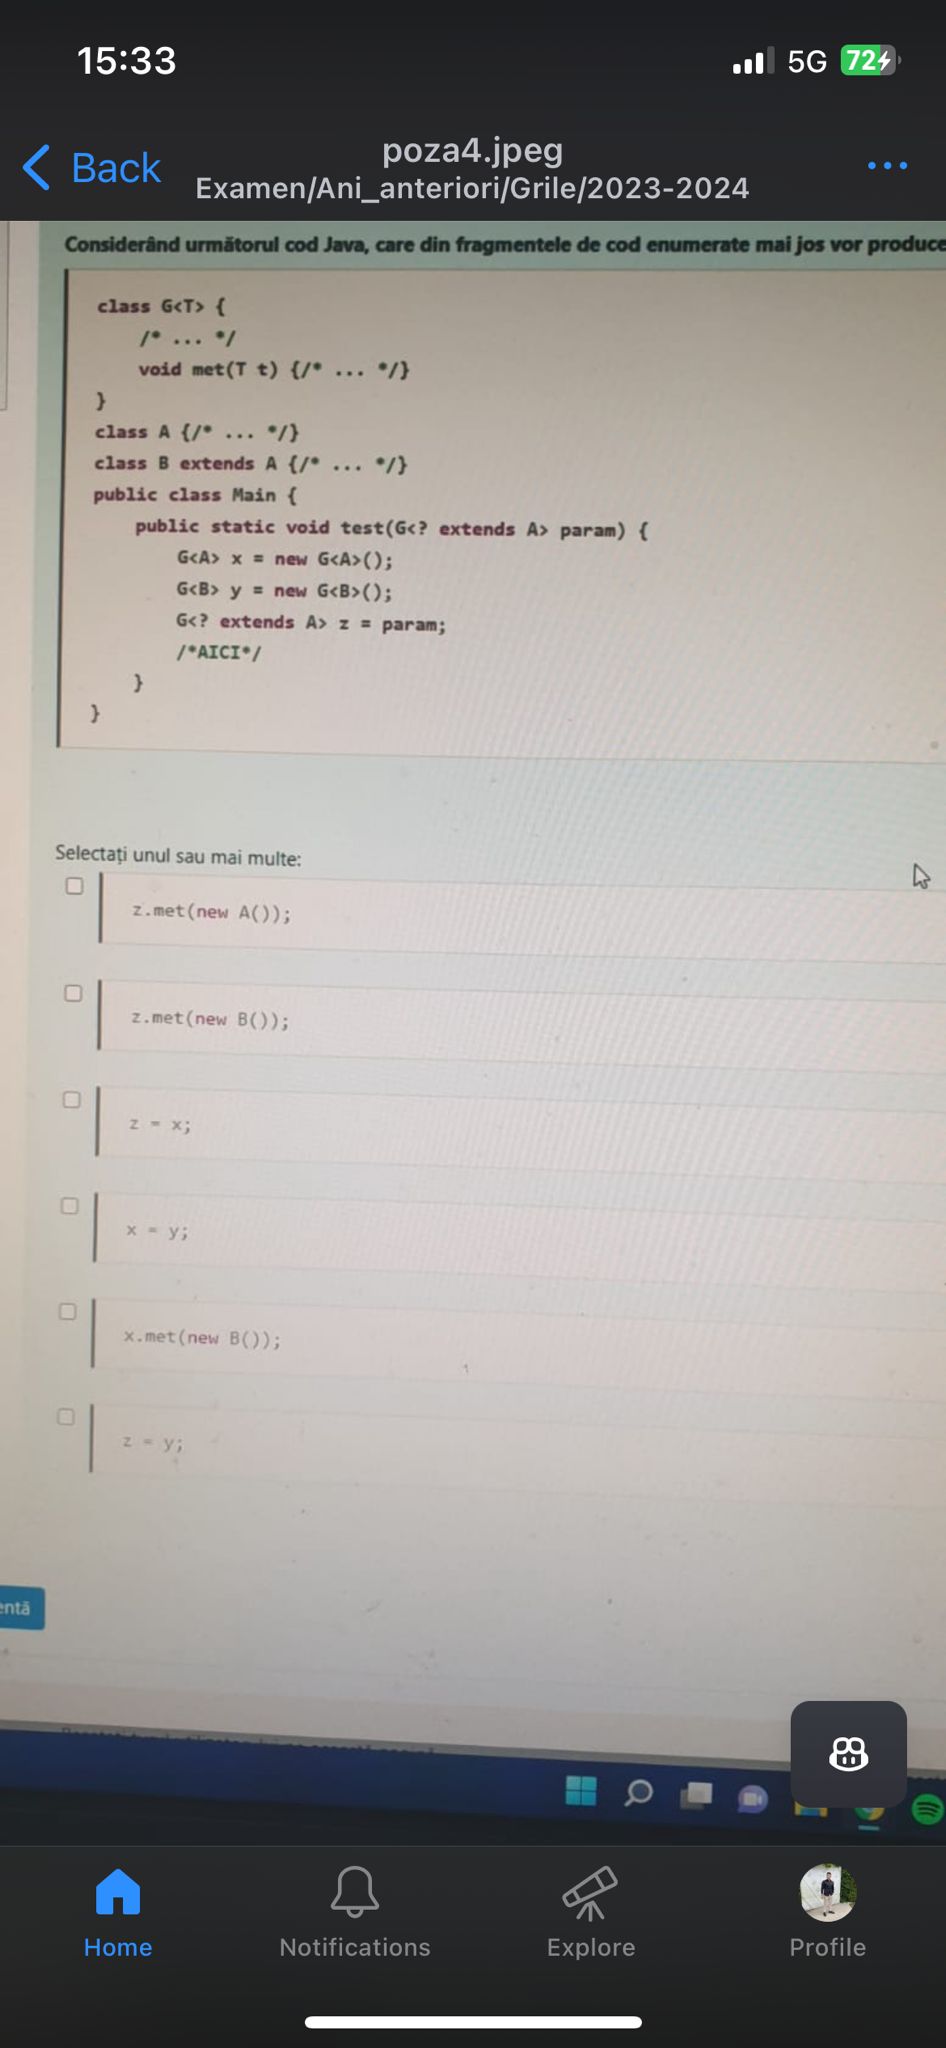 15:33
5G
72
Back
poza4.jpeg
...
Examen/Ani_anteriori/Grile/2023-2024
Considerând următorul cod Java, care din fragmentele de cod enumerate mai jos vor produce
class G<T> {
/* ... */
void met(T t) {/* ... */}
}
class A {/* ... */}
class B extends A {/* ... */}
public class Main {
public static void test(G<? extends A> param) {
G<A> x = new G<A>();
G<B> y = new G<B>();
G<? extends A> z = param;
/*AICI*/
}
}
Selectați unul sau mai multe:
z.met(new A());
z.met(new B());
z = x;
x = y;
x.met(new B());
z = y;
entă
Home
Notifications
Explore
Profile